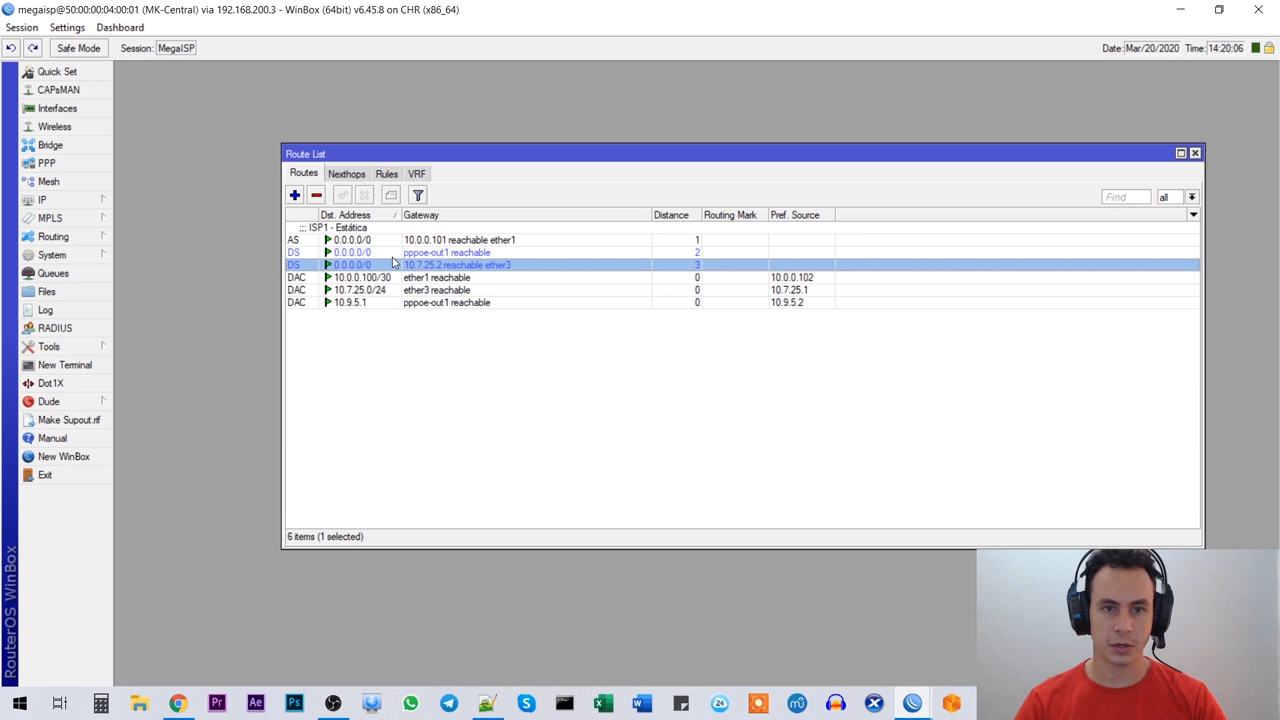 megaisp@50:00:00:04:00:01 (MK-Central) via 192.168.200.3 - WinBox (64bit) v6.45.8 on CHR (x86_64)
Session Settings Dashboard
Safe Mode Session: MegaISP Date: Mar/20/2020 Time: 14:20:06
Quick Set
CAPsMAN
Interfaces
Wireless
Bridge
PPP
Mesh
IP
MPLS
Routing
System
Queues
Files
Log
RADIUS
Tools
New Terminal
Dot1X
Dude
Make Supout.rif
Manual
New WinBox
Exit
RouterOS WinBox
Route List
Routes Nexthops Rules VRF
Find all
Dst. Address Gateway Distance Routing Mark Pref. Source
::: ISP1 - Estática
AS 0.0.0.0/0 10.0.0.101 reachable ether1 1
DS 0.0.0.0/0 pppoe-out1 reachable 2
DS 0.0.0.0/0 10.7.25.2 reachable ether3 3
DAC 10.0.0.100/30 ether1 reachable 0 10.0.0.102
DAC 10.7.25.0/24 ether3 reachable 0 10.7.25.1
DAC 10.9.5.1 pppoe-out1 reachable 0 10.9.5.2
6 items (1 selected)
Pr Ae Ps 24